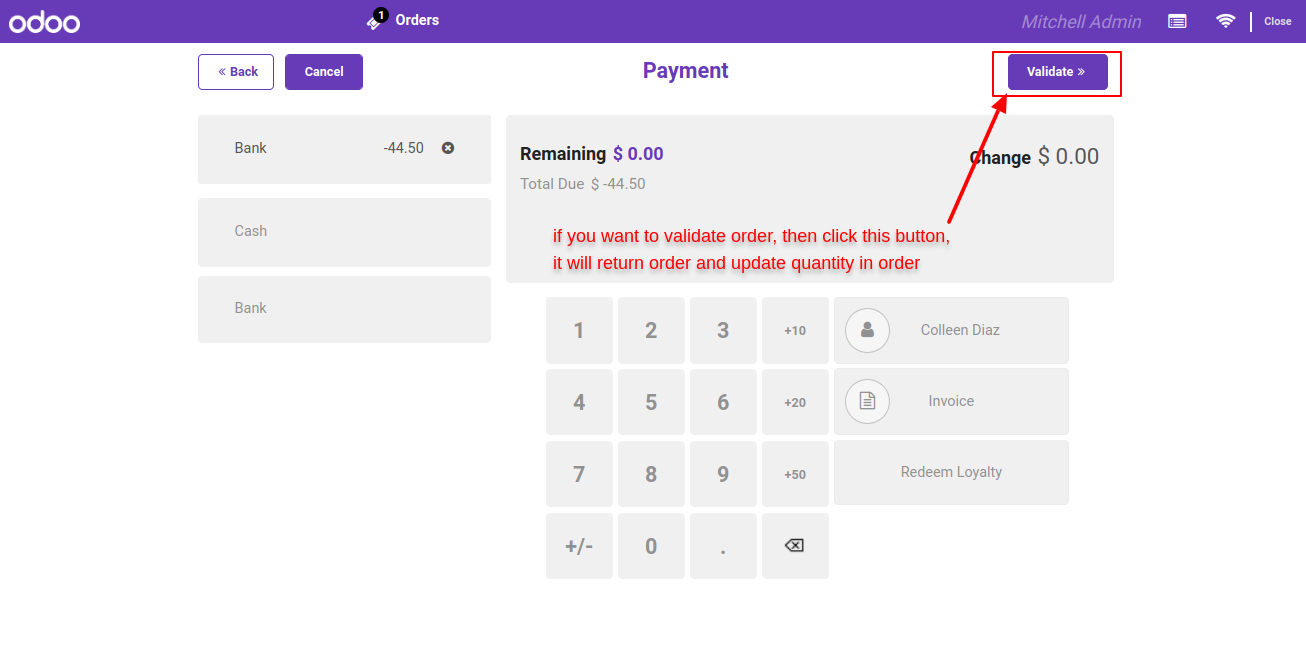 odoo
1
Orders
Mitchell Admin
Close
« Back
Cancel
Payment
Validate »
Bank -44.50
Remaining $ 0.00
Change $ 0.00
Total Due $ -44.50
Cash
if you want to validate order, then click this button,
it will return order and update quantity in order
Bank
1 2 3 +10
Colleen Diaz
4 5 6 +20
Invoice
7 8 9 +50
Redeem Loyalty
+/- 0 .